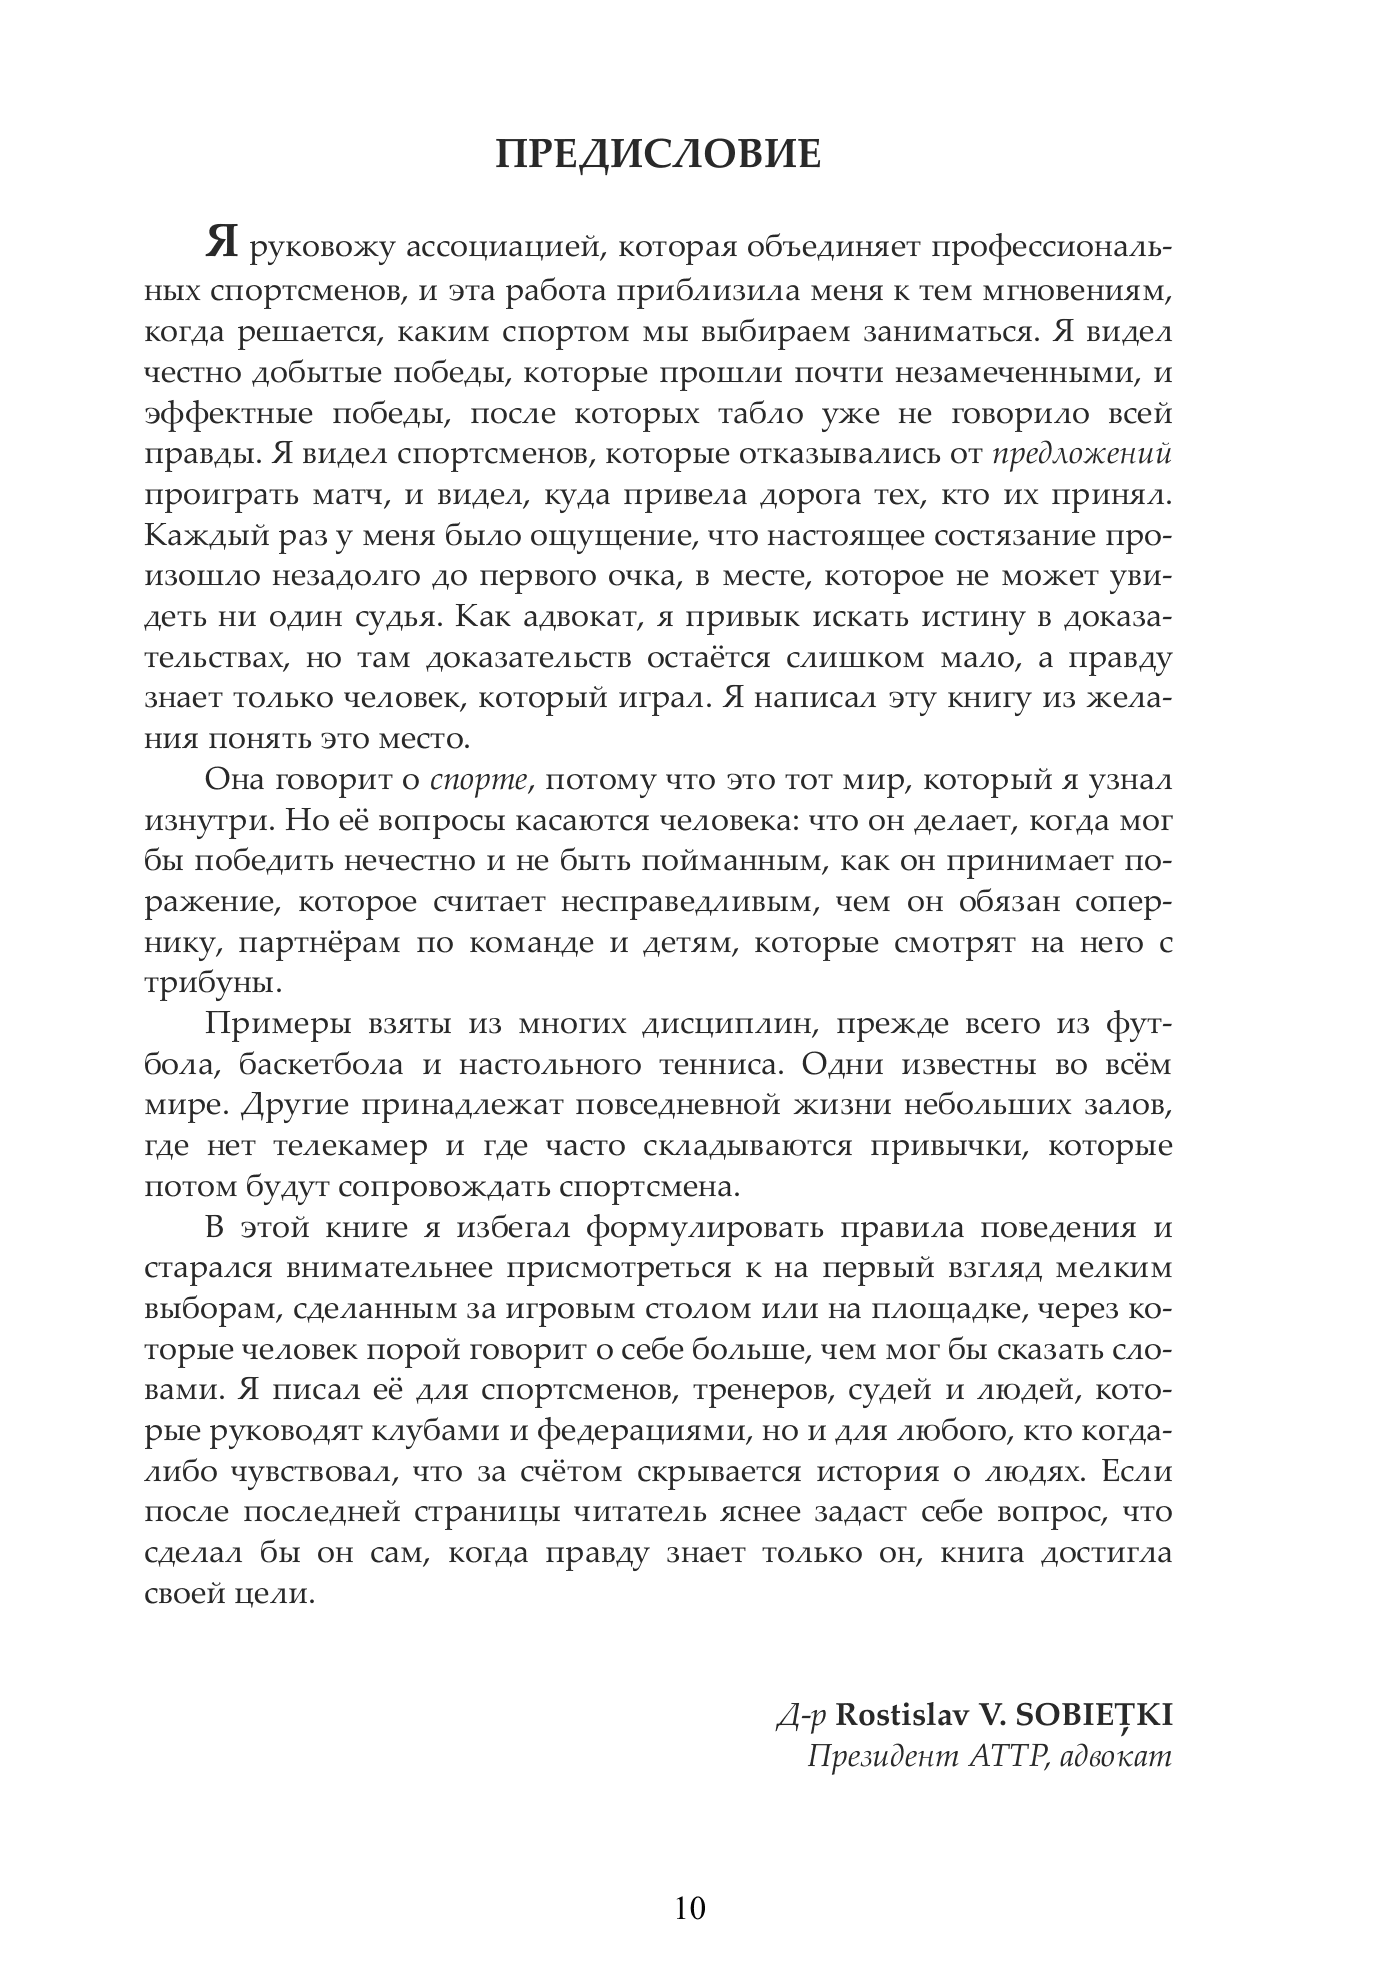 ПРЕДИСЛОВИЕ
Я руковожу ассоциацией, которая объединяет профессиональ-
ных спортсменов, и эта работа приблизила меня к тем мгновениям,
когда решается, каким спортом мы выбираем заниматься. Я видел
честно добытые победы, которые прошли почти незамеченными, и
эффектные победы, после которых табло уже не говорило всей
правды. Я видел спортсменов, которые отказывались от предложений
проиграть матч, и видел, куда привела дорога тех, кто их принял.
Каждый раз у меня было ощущение, что настоящее состязание про-
изошло незадолго до первого очка, в месте, которое не может уви-
деть ни один судья. Как адвокат, я привык искать истину в доказа-
тельствах, но там доказательств остаётся слишком мало, а правду
знает только человек, который играл. Я написал эту книгу из жела-
ния понять это место.
Она говорит о спорте, потому что это тот мир, который я узнал
изнутри. Но её вопросы касаются человека: что он делает, когда мог
бы победить нечестно и не быть пойманным, как он принимает по-
ражение, которое считает несправедливым, чем он обязан сопер-
нику, партнёрам по команде и детям, которые смотрят на него с
трибуны.
Примеры взяты из многих дисциплин, прежде всего из фут-
бола, баскетбола и настольного тенниса. Одни известны во всём
мире. Другие принадлежат повседневной жизни небольших залов,
где нет телекамер и где часто складываются привычки, которые
потом будут сопровождать спортсмена.
В этой книге я избегал формулировать правила поведения и
старался внимательнее присмотреться к на первый взгляд мелким
выборам, сделанным за игровым столом или на площадке, через ко-
торые человек порой говорит о себе больше, чем мог бы сказать сло-
вами. Я писал её для спортсменов, тренеров, судей и людей, кото-
рые руководят клубами и федерациями, но и для любого, кто когда-
либо чувствовал, что за счётом скрывается история о людях. Если
после последней страницы читатель яснее задаст себе вопрос, что
сделал бы он сам, когда правду знает только он, книга достигла
своей цели.
Д-р Rostislav V. SOBIEȚKI
Президент ATTP, адвокат
10